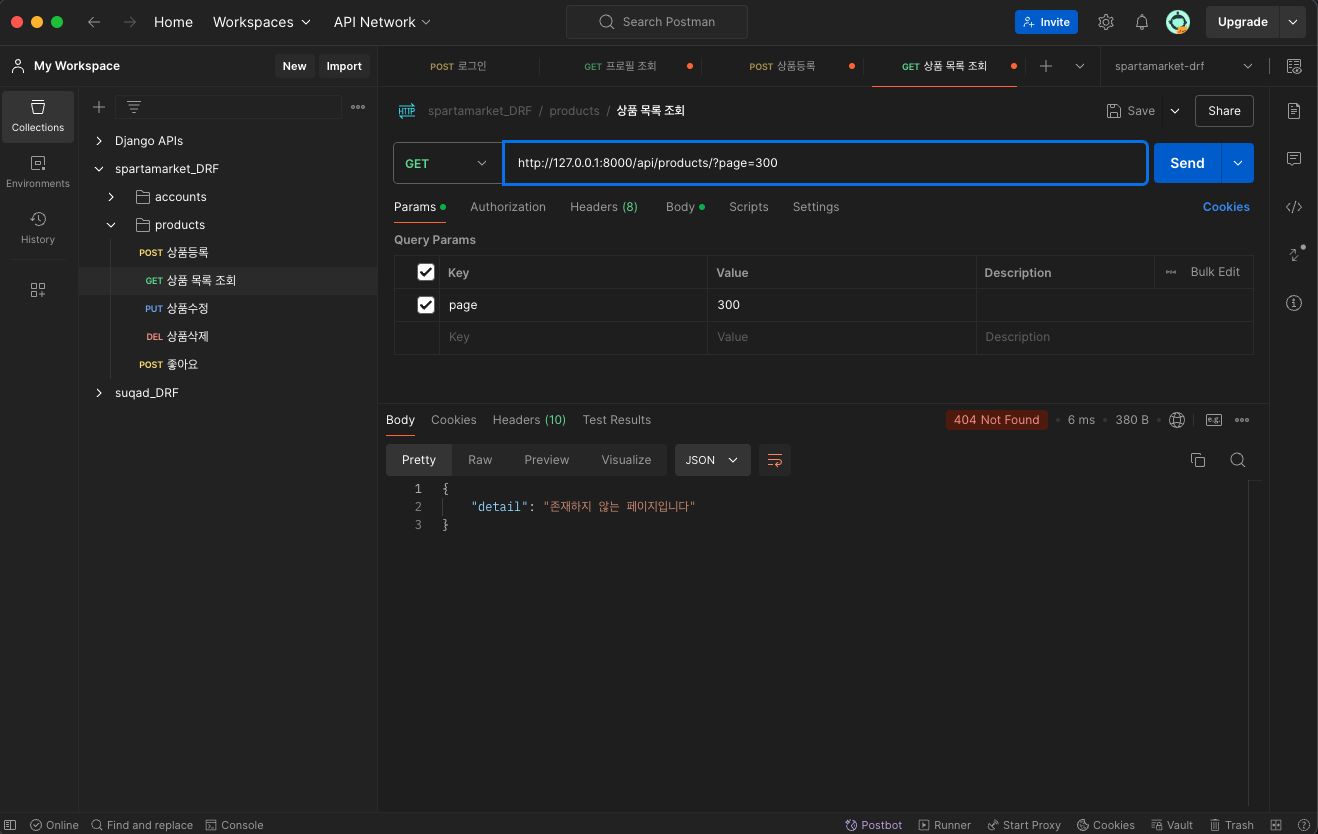 Home Workspaces API Network Search Postman Invite Upgrade
My Workspace New Import
POST 로그인 GET 프로필 조회 POST 상품등록 GET 상품 목록 조회 spartamarket-drf
Collections
Environments
History
Django APIs
spartamarket_DRF
accounts
products
POST 상품등록
GET 상품 목록 조회
PUT 상품수정
DEL 상품삭제
POST 좋아요
suqad_DRF
HTTP spartamarket_DRF / products / 상품 목록 조회 Save Share
GET http://127.0.0.1:8000/api/products/?page=300 Send
Params Authorization Headers (8) Body Scripts Settings Cookies
Query Params
Key Value Description Bulk Edit
page 300
Key Value Description
Body Cookies Headers (10) Test Results 404 Not Found 6 ms 380 B e.g.
Pretty Raw Preview Visualize JSON
1 {
2 "detail": "존재하지 않는 페이지입니다"
3 }
Online Find and replace Console Postbot Runner Start Proxy Cookies Vault Trash